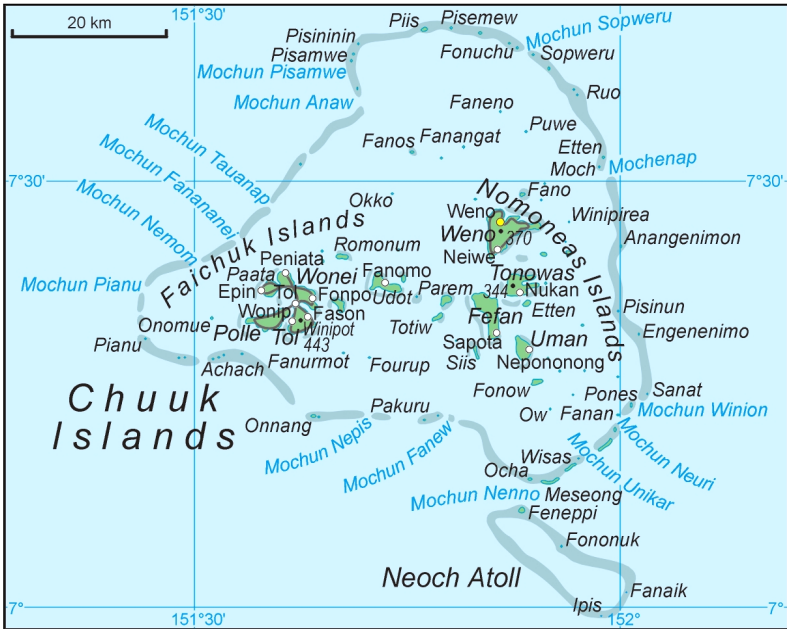 151°30'
152°
20 km
Piis
Pisemew
Mochun Sopweru
Pisininin
Pisamwe
Fonuchu
Sopweru
Mochun Pisamwe
Mochun Anaw
Faneno
Ruo
Puwe
Fanos
Fanangat
Etten
Moch
Mochenap
Mochun Tauanap
Mochun Fanananei
Mochun Nemom
7°30'
7°30'
Okko
Fano
Nomoneas Islands
Weno
Winipirea
Weno
370
Anangenimon
Neiwe
Faichuk Islands
Romonum
Peniata
Paata
Wonei
Fanomo
Tonowas
Mochun Pianu
Epin
Tol
Fonpo
Udot
Parem
344
Nukan
Wonip
Fason
Etten
Pisinun
Fefan
Onomue
Polle
Tol
Winipot
443
Totiw
Engenenimo
Pianu
Sapota
Uman
Achach
Fanurmot
Fourup
Siis
Nepononong
Chuuk
Islands
Fonow
Pones
Sanat
Pakuru
Ow
Fanan
Mochun Winion
Onnang
Mochun Nepis
Mochun Fanew
Mochun Neuri
Wisas
Ocha
Mochun Unikar
Mochun Nenno
Meseong
Feneppi
Fononuk
Neoch Atoll
Fanaik
Ipis
7°
7°
151°30'
152°